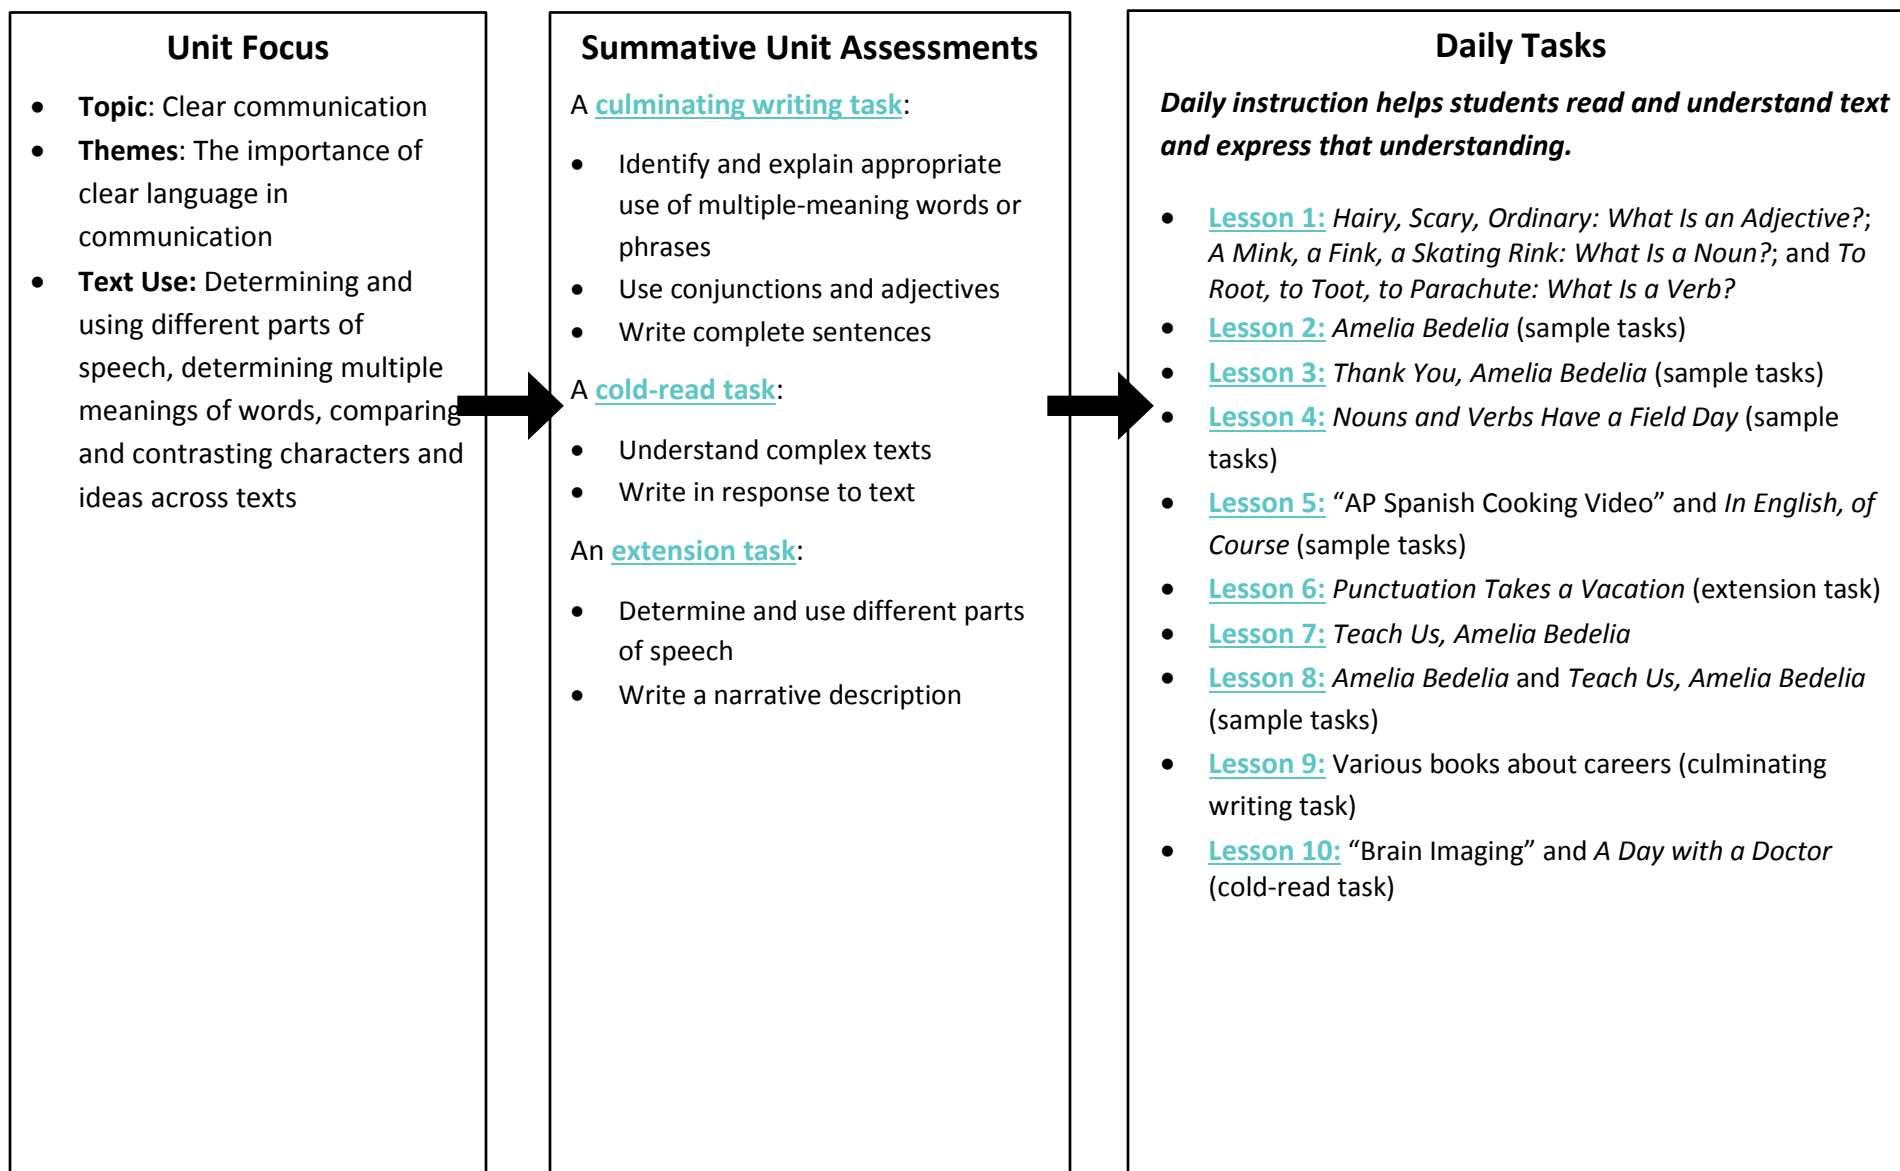 Unit Focus
• Topic: Clear communication
• Themes: The importance of
clear language in
communication
• Text Use: Determining and
using different parts of
speech, determining multiple
meanings of words, comparing
and contrasting characters and
ideas across texts
Summative Unit Assessments
A culminating writing task:
• Identify and explain appropriate
use of multiple-meaning words or
phrases
• Use conjunctions and adjectives
• Write complete sentences
A cold-read task:
• Understand complex texts
• Write in response to text
An extension task:
• Determine and use different parts
of speech
• Write a narrative description
Daily Tasks
Daily instruction helps students read and understand text
and express that understanding.
• Lesson 1: Hairy, Scary, Ordinary: What Is an Adjective?;
A Mink, a Fink, a Skating Rink: What Is a Noun?; and To
Root, to Toot, to Parachute: What Is a Verb?
• Lesson 2: Amelia Bedelia (sample tasks)
• Lesson 3: Thank You, Amelia Bedelia (sample tasks)
• Lesson 4: Nouns and Verbs Have a Field Day (sample
tasks)
• Lesson 5: “AP Spanish Cooking Video” and In English, of
Course (sample tasks)
• Lesson 6: Punctuation Takes a Vacation (extension task)
• Lesson 7: Teach Us, Amelia Bedelia
• Lesson 8: Amelia Bedelia and Teach Us, Amelia Bedelia
(sample tasks)
• Lesson 9: Various books about careers (culminating
writing task)
• Lesson 10: “Brain Imaging” and A Day with a Doctor
(cold-read task)